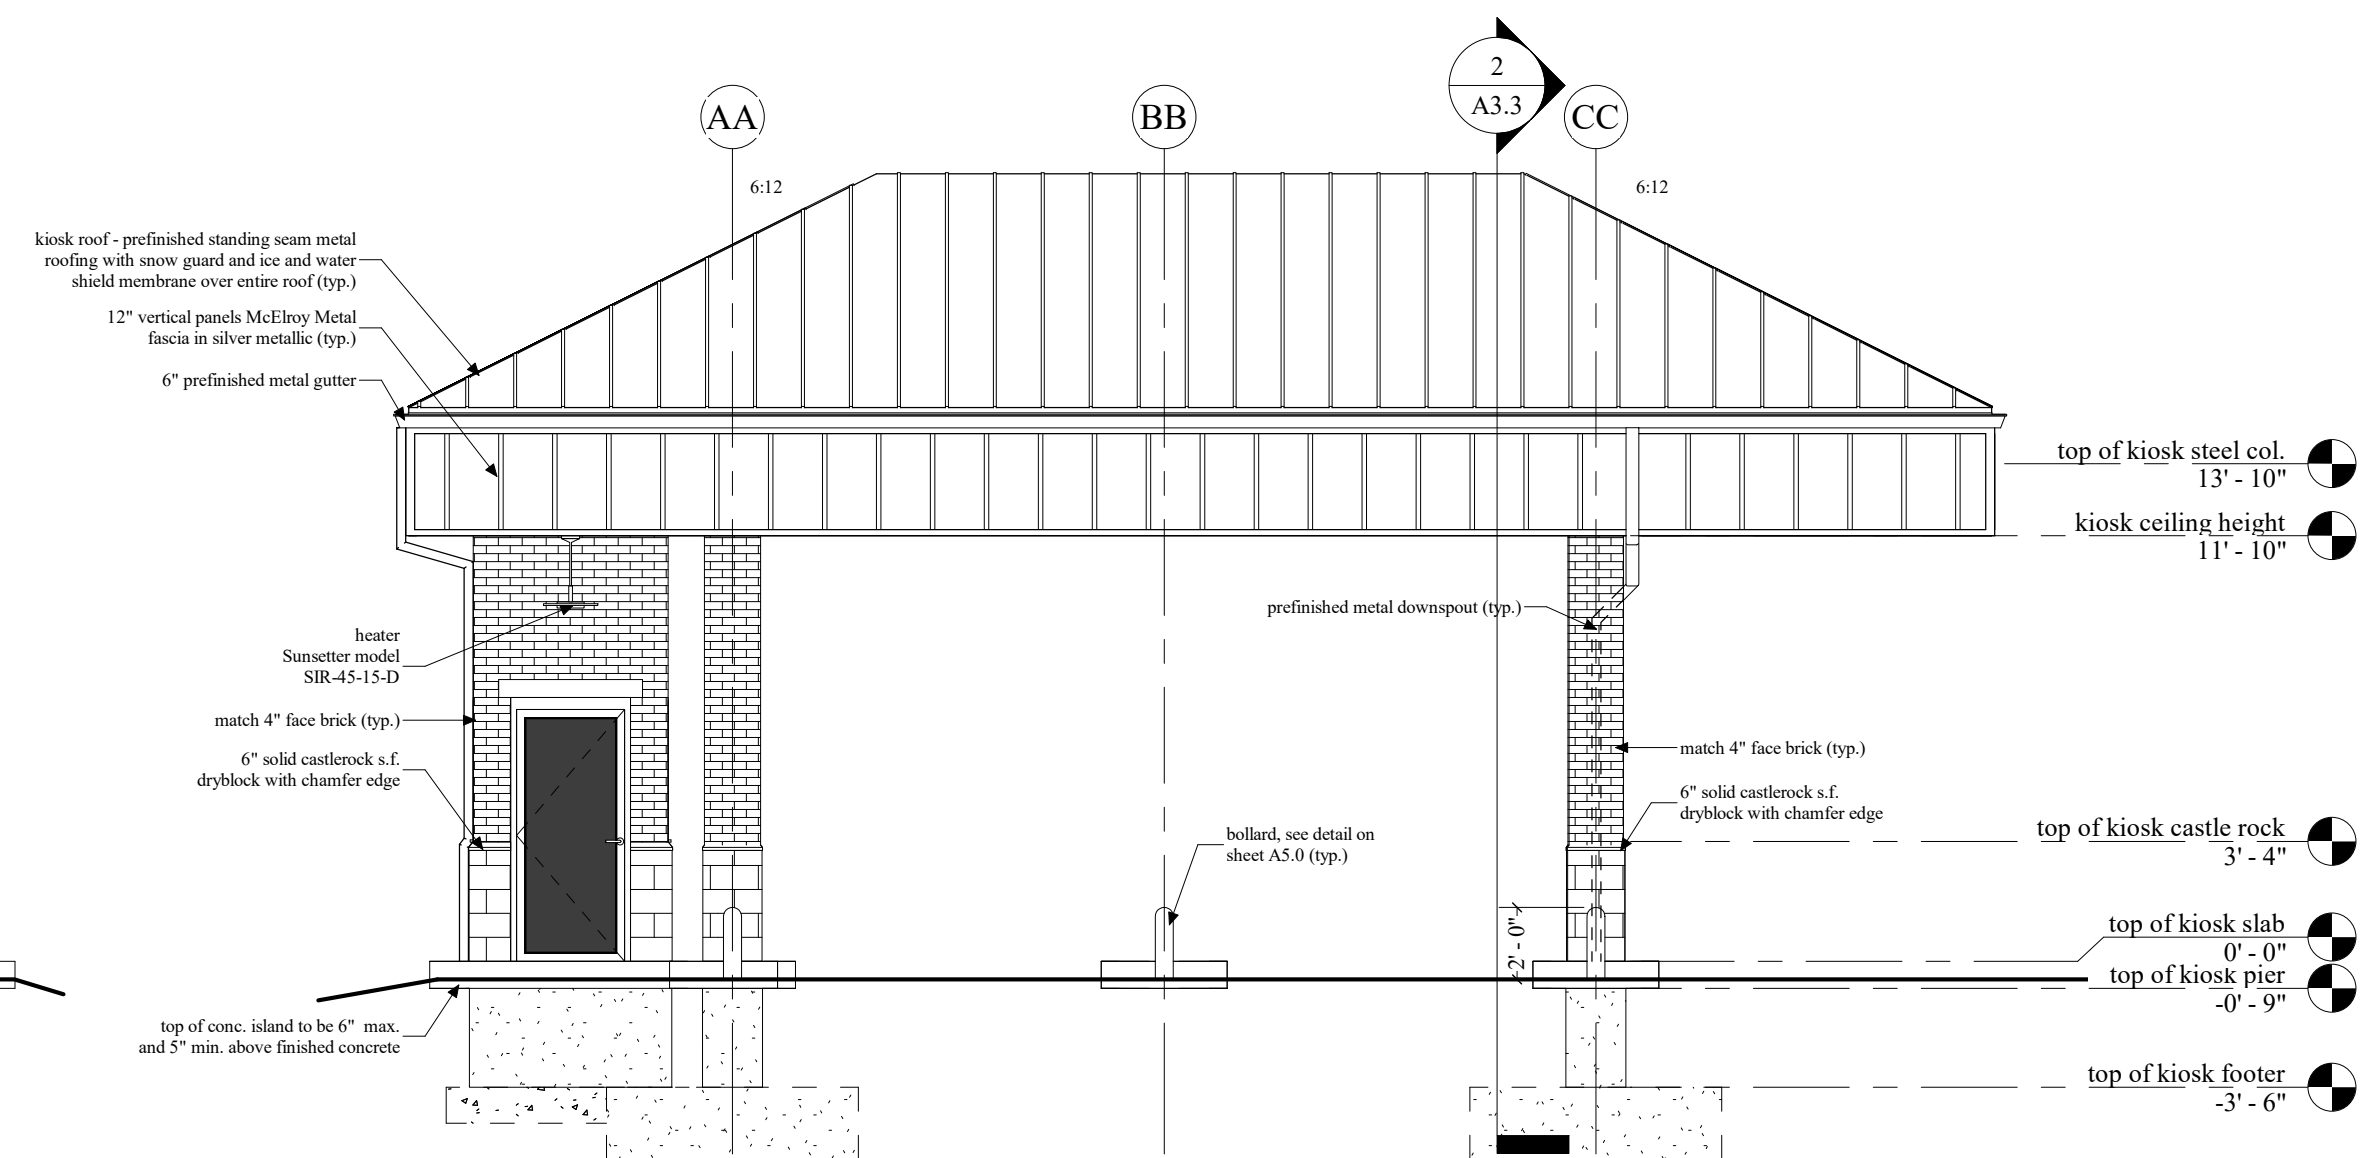 2
A3.3
AA
BB
CC
6:12
6:12
kiosk roof - prefinished standing seam metal
roofing with snow guard and ice and water
shield membrane over entire roof (typ.)
12" vertical panels McElroy Metal
fascia in silver metallic (typ.)
6" prefinished metal gutter
top of kiosk steel col.
13' - 10"
kiosk ceiling height
11' - 10"
prefinished metal downspout (typ.)
heater
Sunsetter model
SIR-45-15-D
match 4" face brick (typ.)
6" solid castlerock s.f.
dryblock with chamfer edge
match 4" face brick (typ.)
6" solid castlerock s.f.
dryblock with chamfer edge
bollard, see detail on
sheet A5.0 (typ.)
top of kiosk castle rock
3' - 4"
2' - 0"
top of kiosk slab
0' - 0"
top of kiosk pier
-0' - 9"
top of conc. island to be 6" max.
and 5" min. above finished concrete
top of kiosk footer
-3' - 6"